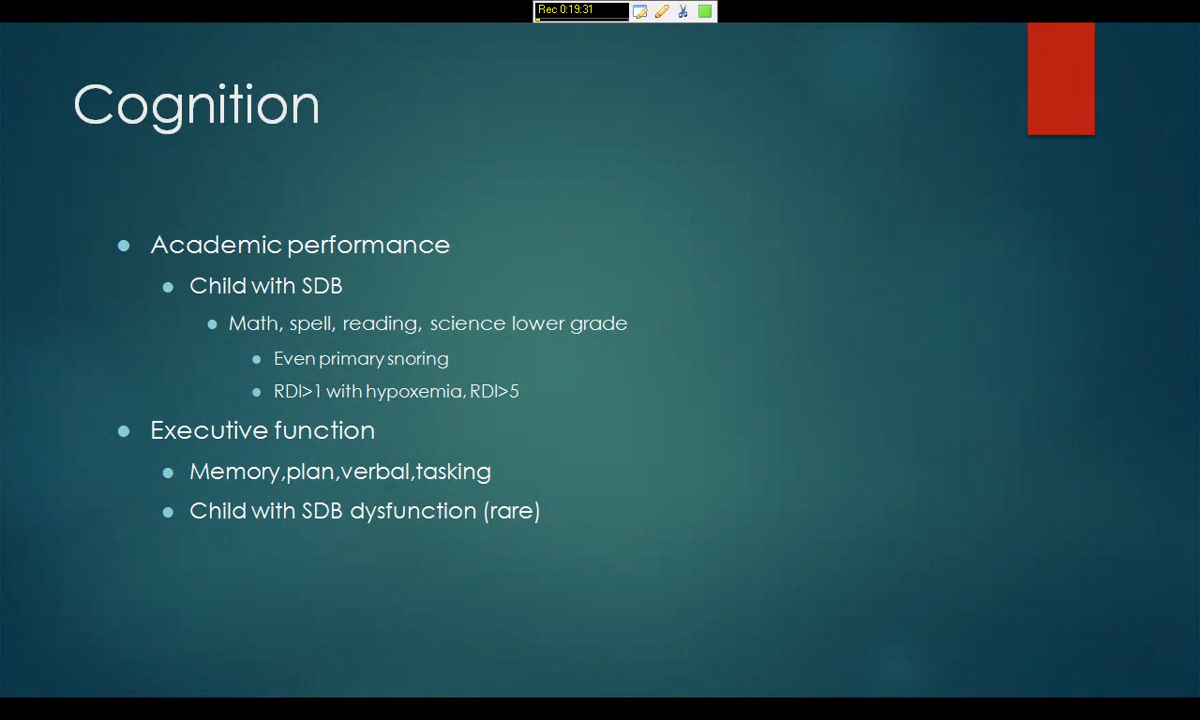 Rec 0:19:31
Cognition
Academic performance
Child with SDB
Math, spell, reading, science lower grade
Even primary snoring
RDI>1 with hypoxemia, RDI>5
Executive function
Memory,plan,verbal,tasking
Child with SDB dysfunction (rare)